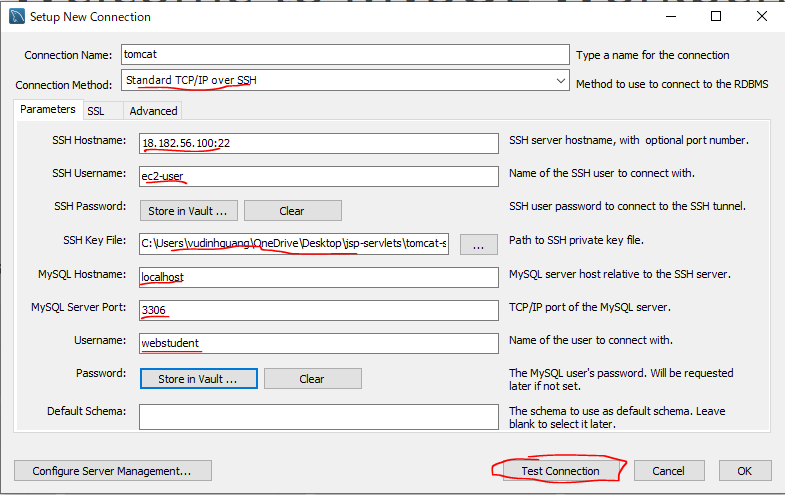 Setup New Connection
Connection Name: tomcat Type a name for the connection
Connection Method: Standard TCP/IP over SSH Method to use to connect to the RDBMS
Parameters SSL Advanced
SSH Hostname: 18.182.56.100:22 SSH server hostname, with optional port number.
SSH Username: ec2-user Name of the SSH user to connect with.
SSH Password: Store in Vault ... Clear SSH user password to connect to the SSH tunnel.
SSH Key File: C:\Users\vudinhquang\OneDrive\Desktop\jsp-servlets\tomcat-s ... Path to SSH private key file.
MySQL Hostname: localhost MySQL server host relative to the SSH server.
MySQL Server Port: 3306 TCP/IP port of the MySQL server.
Username: webstudent Name of the user to connect with.
Password: Store in Vault ... Clear The MySQL user's password. Will be requested
later if not set.
Default Schema: The schema to use as default schema. Leave
blank to select it later.
Configure Server Management... Test Connection Cancel OK